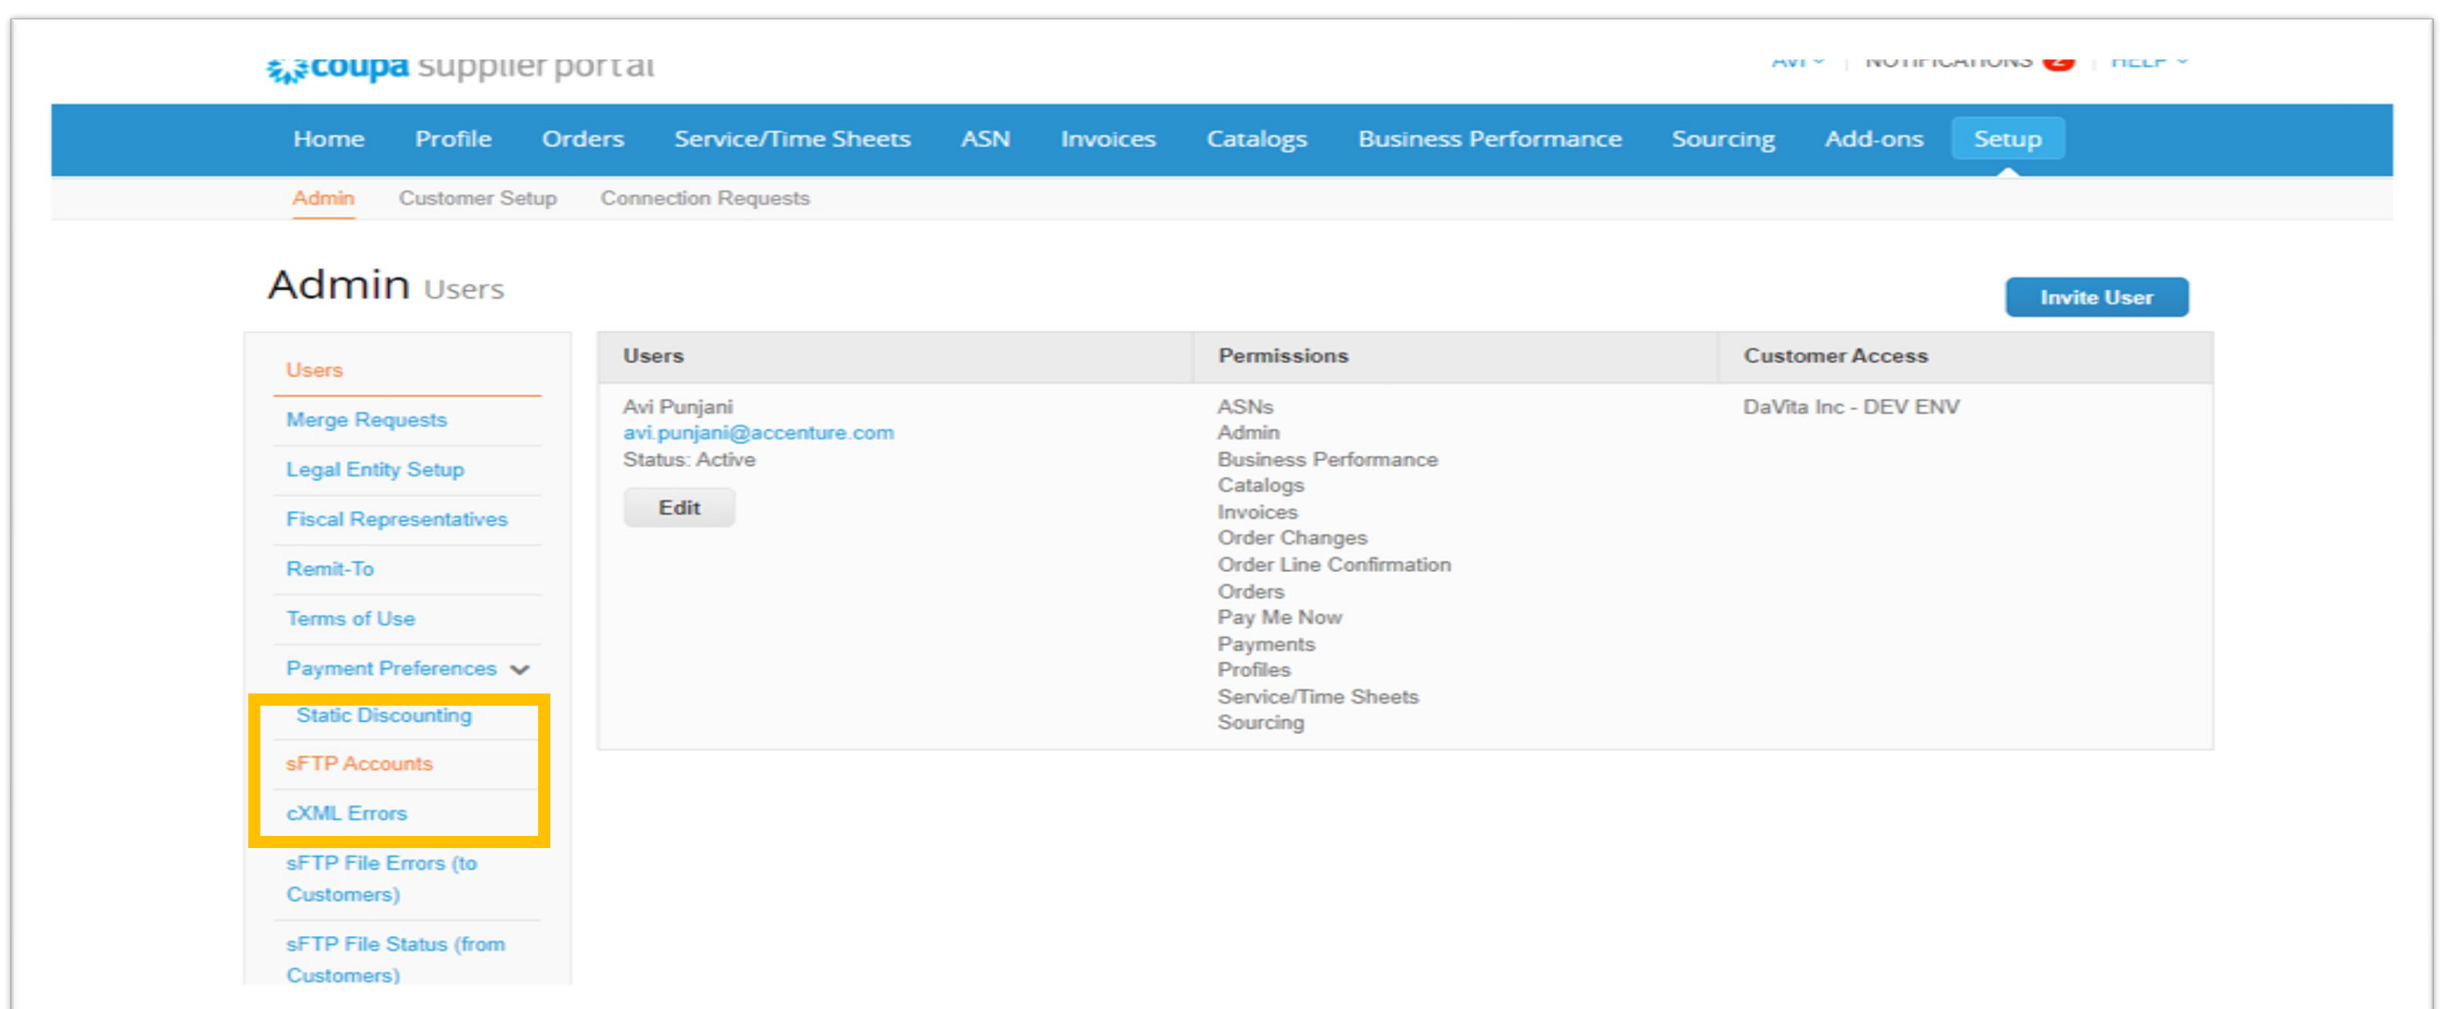 coupa supplier portal
AVI NOTIFICATIONS 2 HELP
Home Profile Orders Service/Time Sheets ASN Invoices Catalogs Business Performance Sourcing Add-ons Setup
Admin Customer Setup Connection Requests
Admin Users
Invite User
Users
Merge Requests
Legal Entity Setup
Fiscal Representatives
Remit-To
Terms of Use
Payment Preferences
Static Discounting
sFTP Accounts
cXML Errors
sFTP File Errors (to
Customers)
sFTP File Status (from
Customers)
Users Permissions Customer Access
Avi Punjani
avi.punjani@accenture.com
Status: Active
Edit
ASNs
Admin
Business Performance
Catalogs
Invoices
Order Changes
Order Line Confirmation
Orders
Pay Me Now
Payments
Profiles
Service/Time Sheets
Sourcing
DaVita Inc - DEV ENV